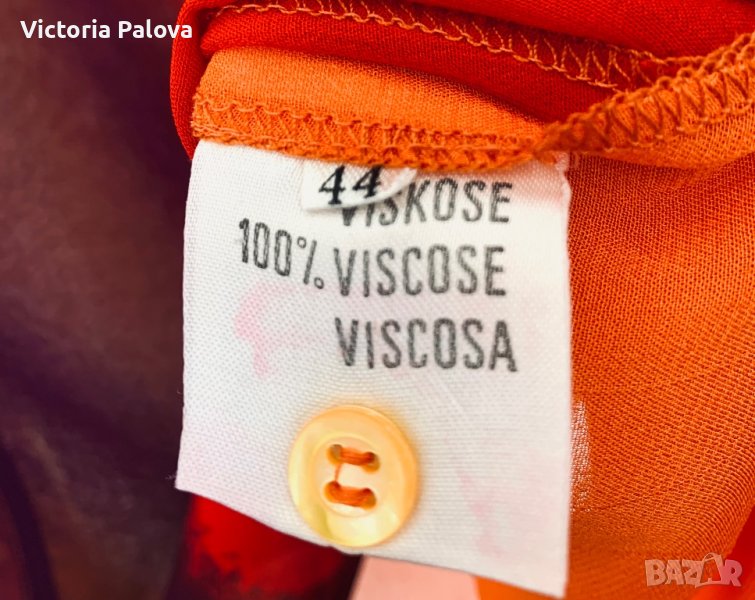 Victoria Palova
44
VISKOSE
100% VISCOSE
VISCOSA
BAZAR